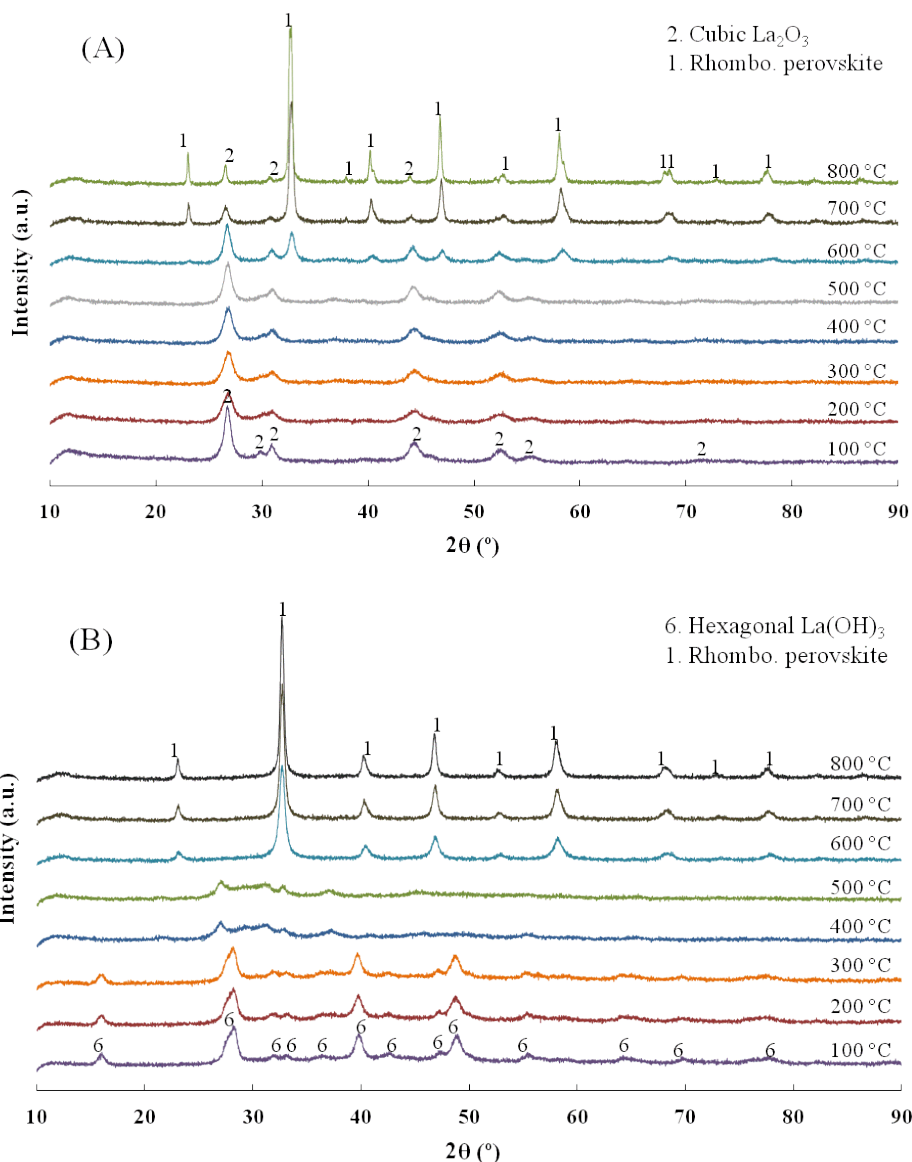 (A)
2. Cubic La₂O₃
1. Rhombo. perovskite
1
1 2 2 1 1 2 1 1 1 11 1 1
800 °C
700 °C
600 °C
500 °C
400 °C
300 °C
200 °C
2 2 2 2 2 2 2
100 °C
Intensity (a.u.)
10 20 30 40 50 60 70 80 90
2θ (º)
(B)
6. Hexagonal La(OH)₃
1. Rhombo. perovskite
1
1 1 1 1 1 1 1 1
800 °C
700 °C
600 °C
500 °C
400 °C
300 °C
200 °C
6 6 6 6 6 6 6 6 6 6 6 6 6
100 °C
Intensity (a.u.)
10 20 30 40 50 60 70 80 90
2θ (º)